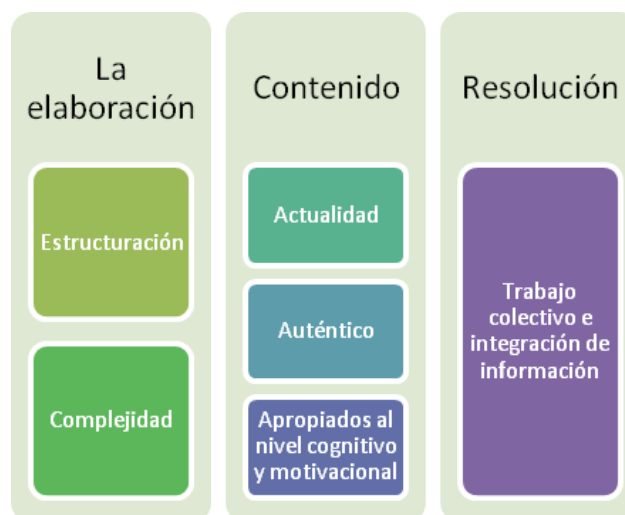 La
elaboración
Estructuración
Complejidad
Contenido
Actualidad
Auténtico
Apropiados al
nivel cognitivo
y motivacional
Resolución
Trabajo
colectivo e
integración de
información